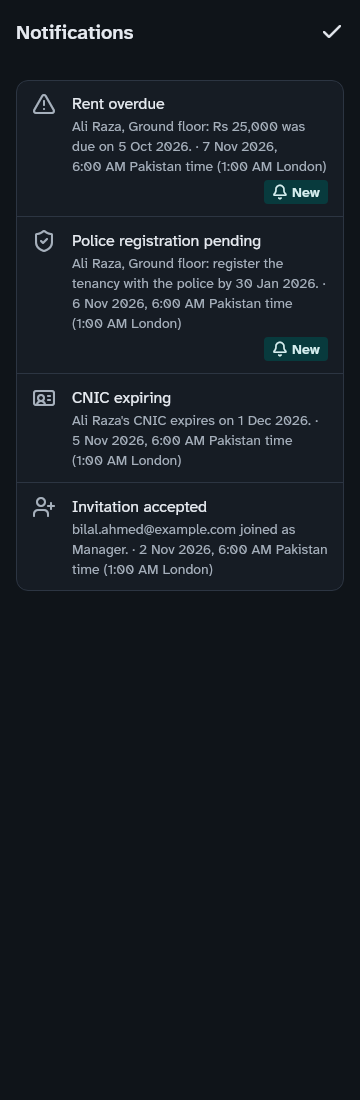 Notifications
Rent overdue
Ali Raza, Ground floor: Rs 25,000 was
due on 5 Oct 2026. · 7 Nov 2026,
6:00 AM Pakistan time (1:00 AM London)
New
Police registration pending
Ali Raza, Ground floor: register the
tenancy with the police by 30 Jan 2026. ·
6 Nov 2026, 6:00 AM Pakistan time
(1:00 AM London)
New
CNIC expiring
Ali Raza's CNIC expires on 1 Dec 2026. ·
5 Nov 2026, 6:00 AM Pakistan time
(1:00 AM London)
Invitation accepted
bilal.ahmed@example.com joined as
Manager. · 2 Nov 2026, 6:00 AM Pakistan
time (1:00 AM London)